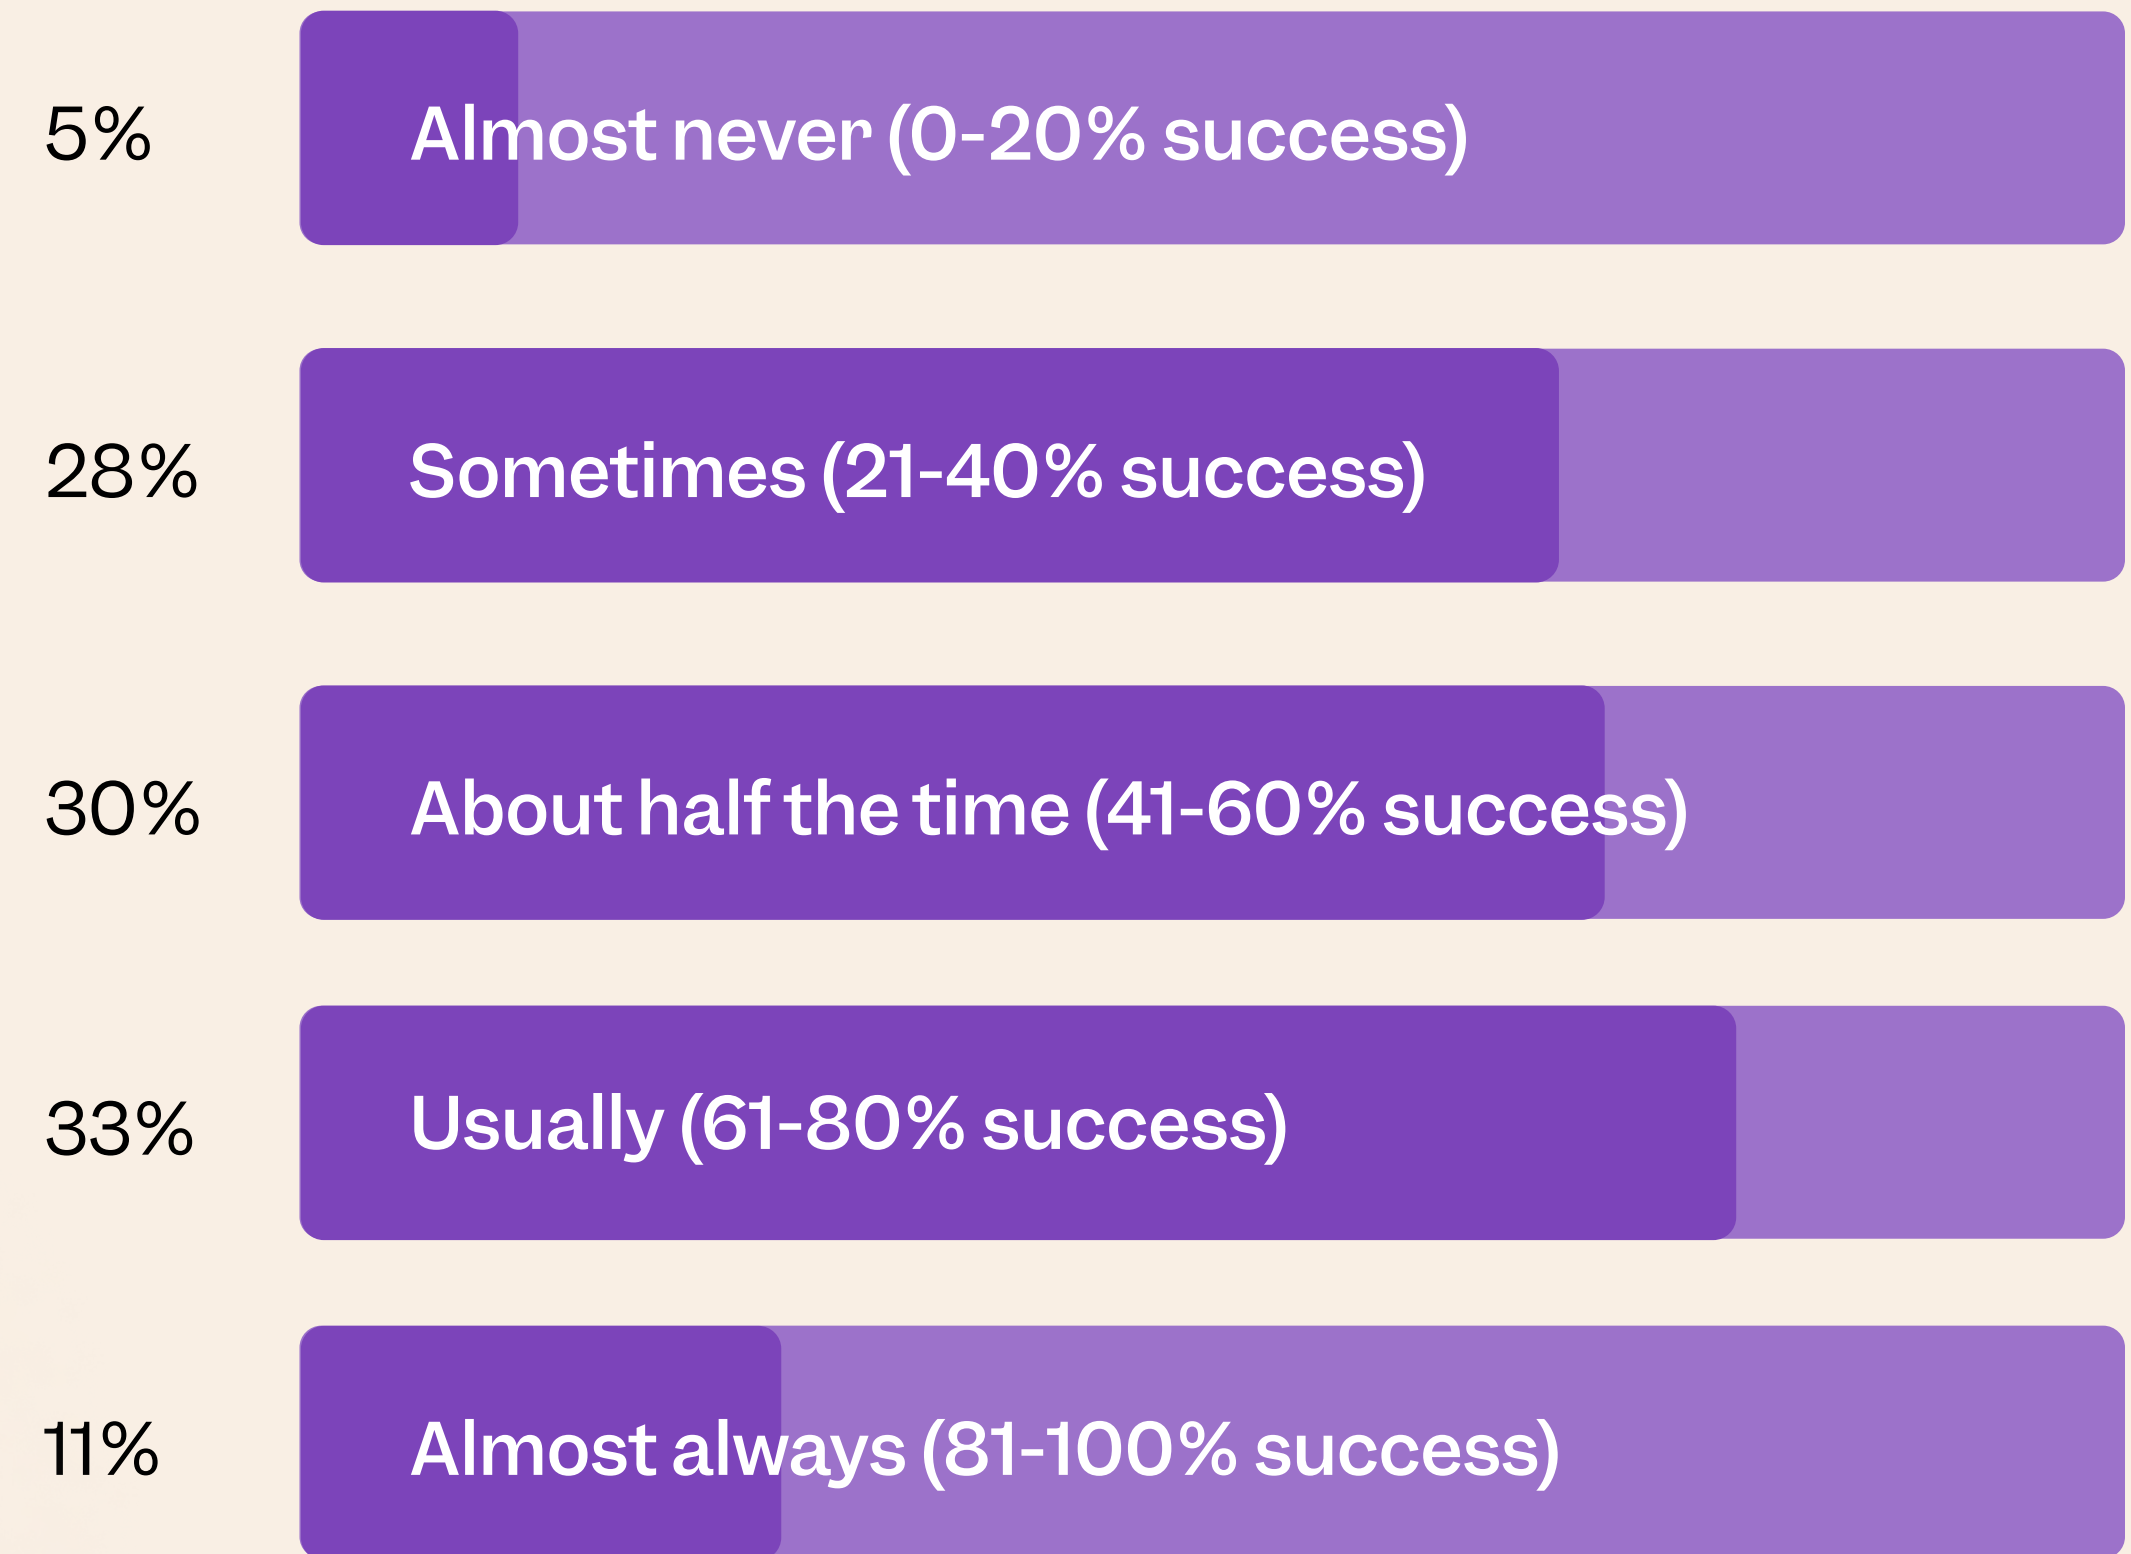 5%
Almost never (0-20% success)
28%
Sometimes (21-40% success)
30%
About half the time (41-60% success)
33%
Usually (61-80% success)
11%
Almost always (81-100% success)